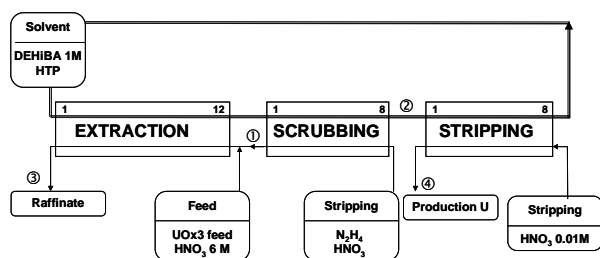 Solvent
DEHiBA 1M
HTP
1 12
EXTRACTION
1 8
SCRUBBING
②
1 8
STRIPPING
①
③
Raffinate
Feed
UOx3 feed
HNO₃ 6 M
Stripping
N₂H₄
HNO₃
④
Production U
Stripping
HNO₃ 0.01M